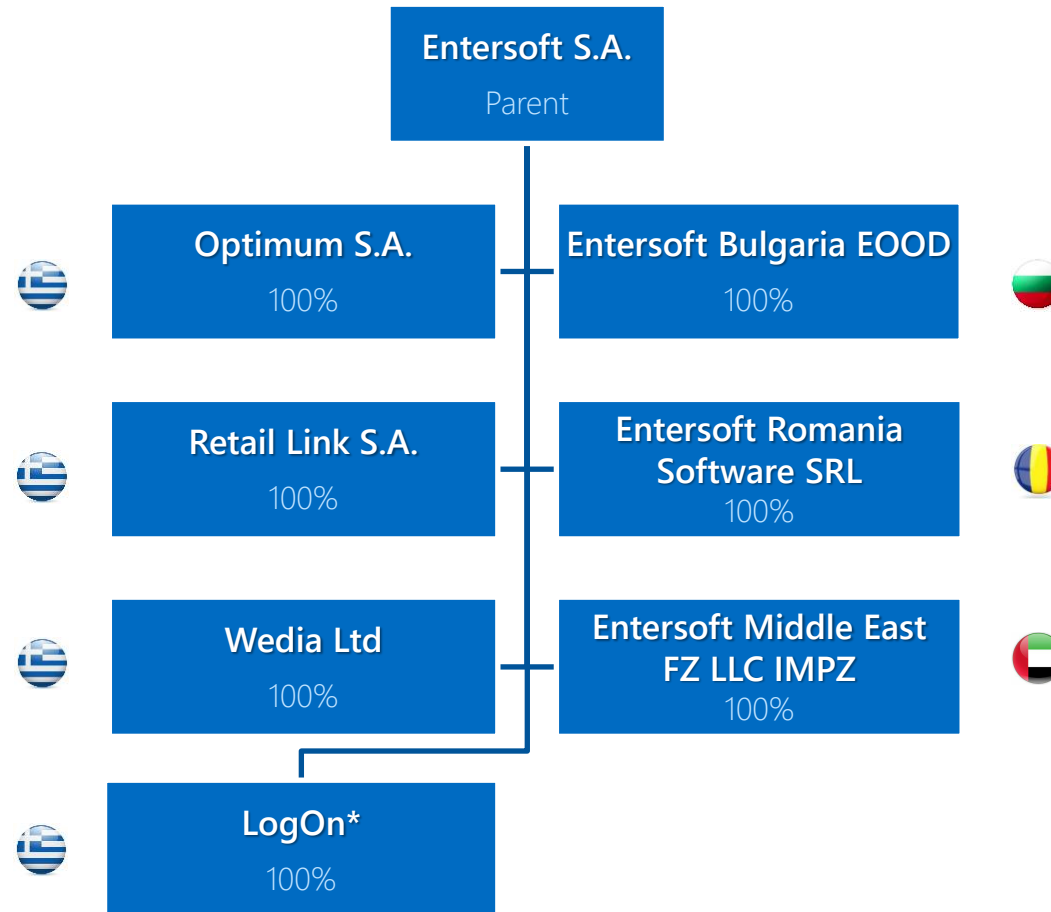 Entersoft S.A.
Parent
Optimum S.A.
100%
Entersoft Bulgaria EOOD
100%
Retail Link S.A.
100%
Entersoft Romania
Software SRL
100%
Wedia Ltd
100%
Entersoft Middle East
FZ LLC IMPZ
100%
LogOn*
100%